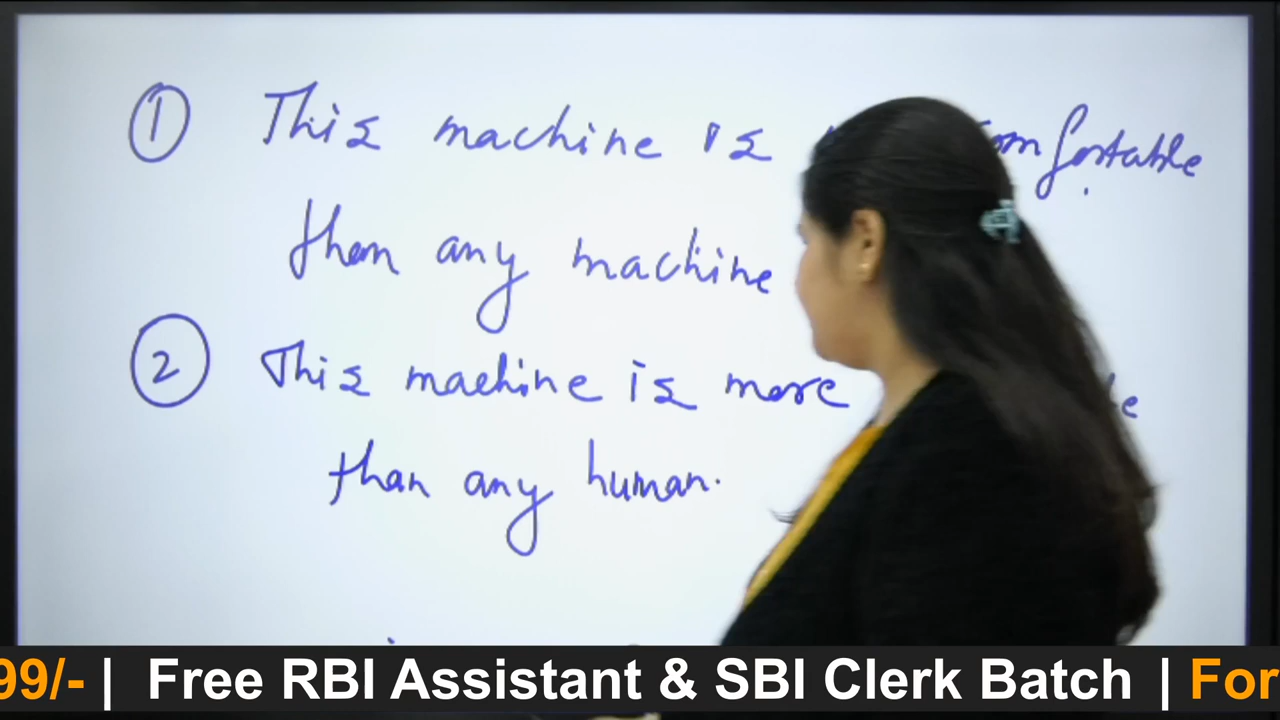 1 This machine is comfortable
than any machine
2 This machine is more
than any human.
99/- | Free RBI Assistant & SBI Clerk Batch | For